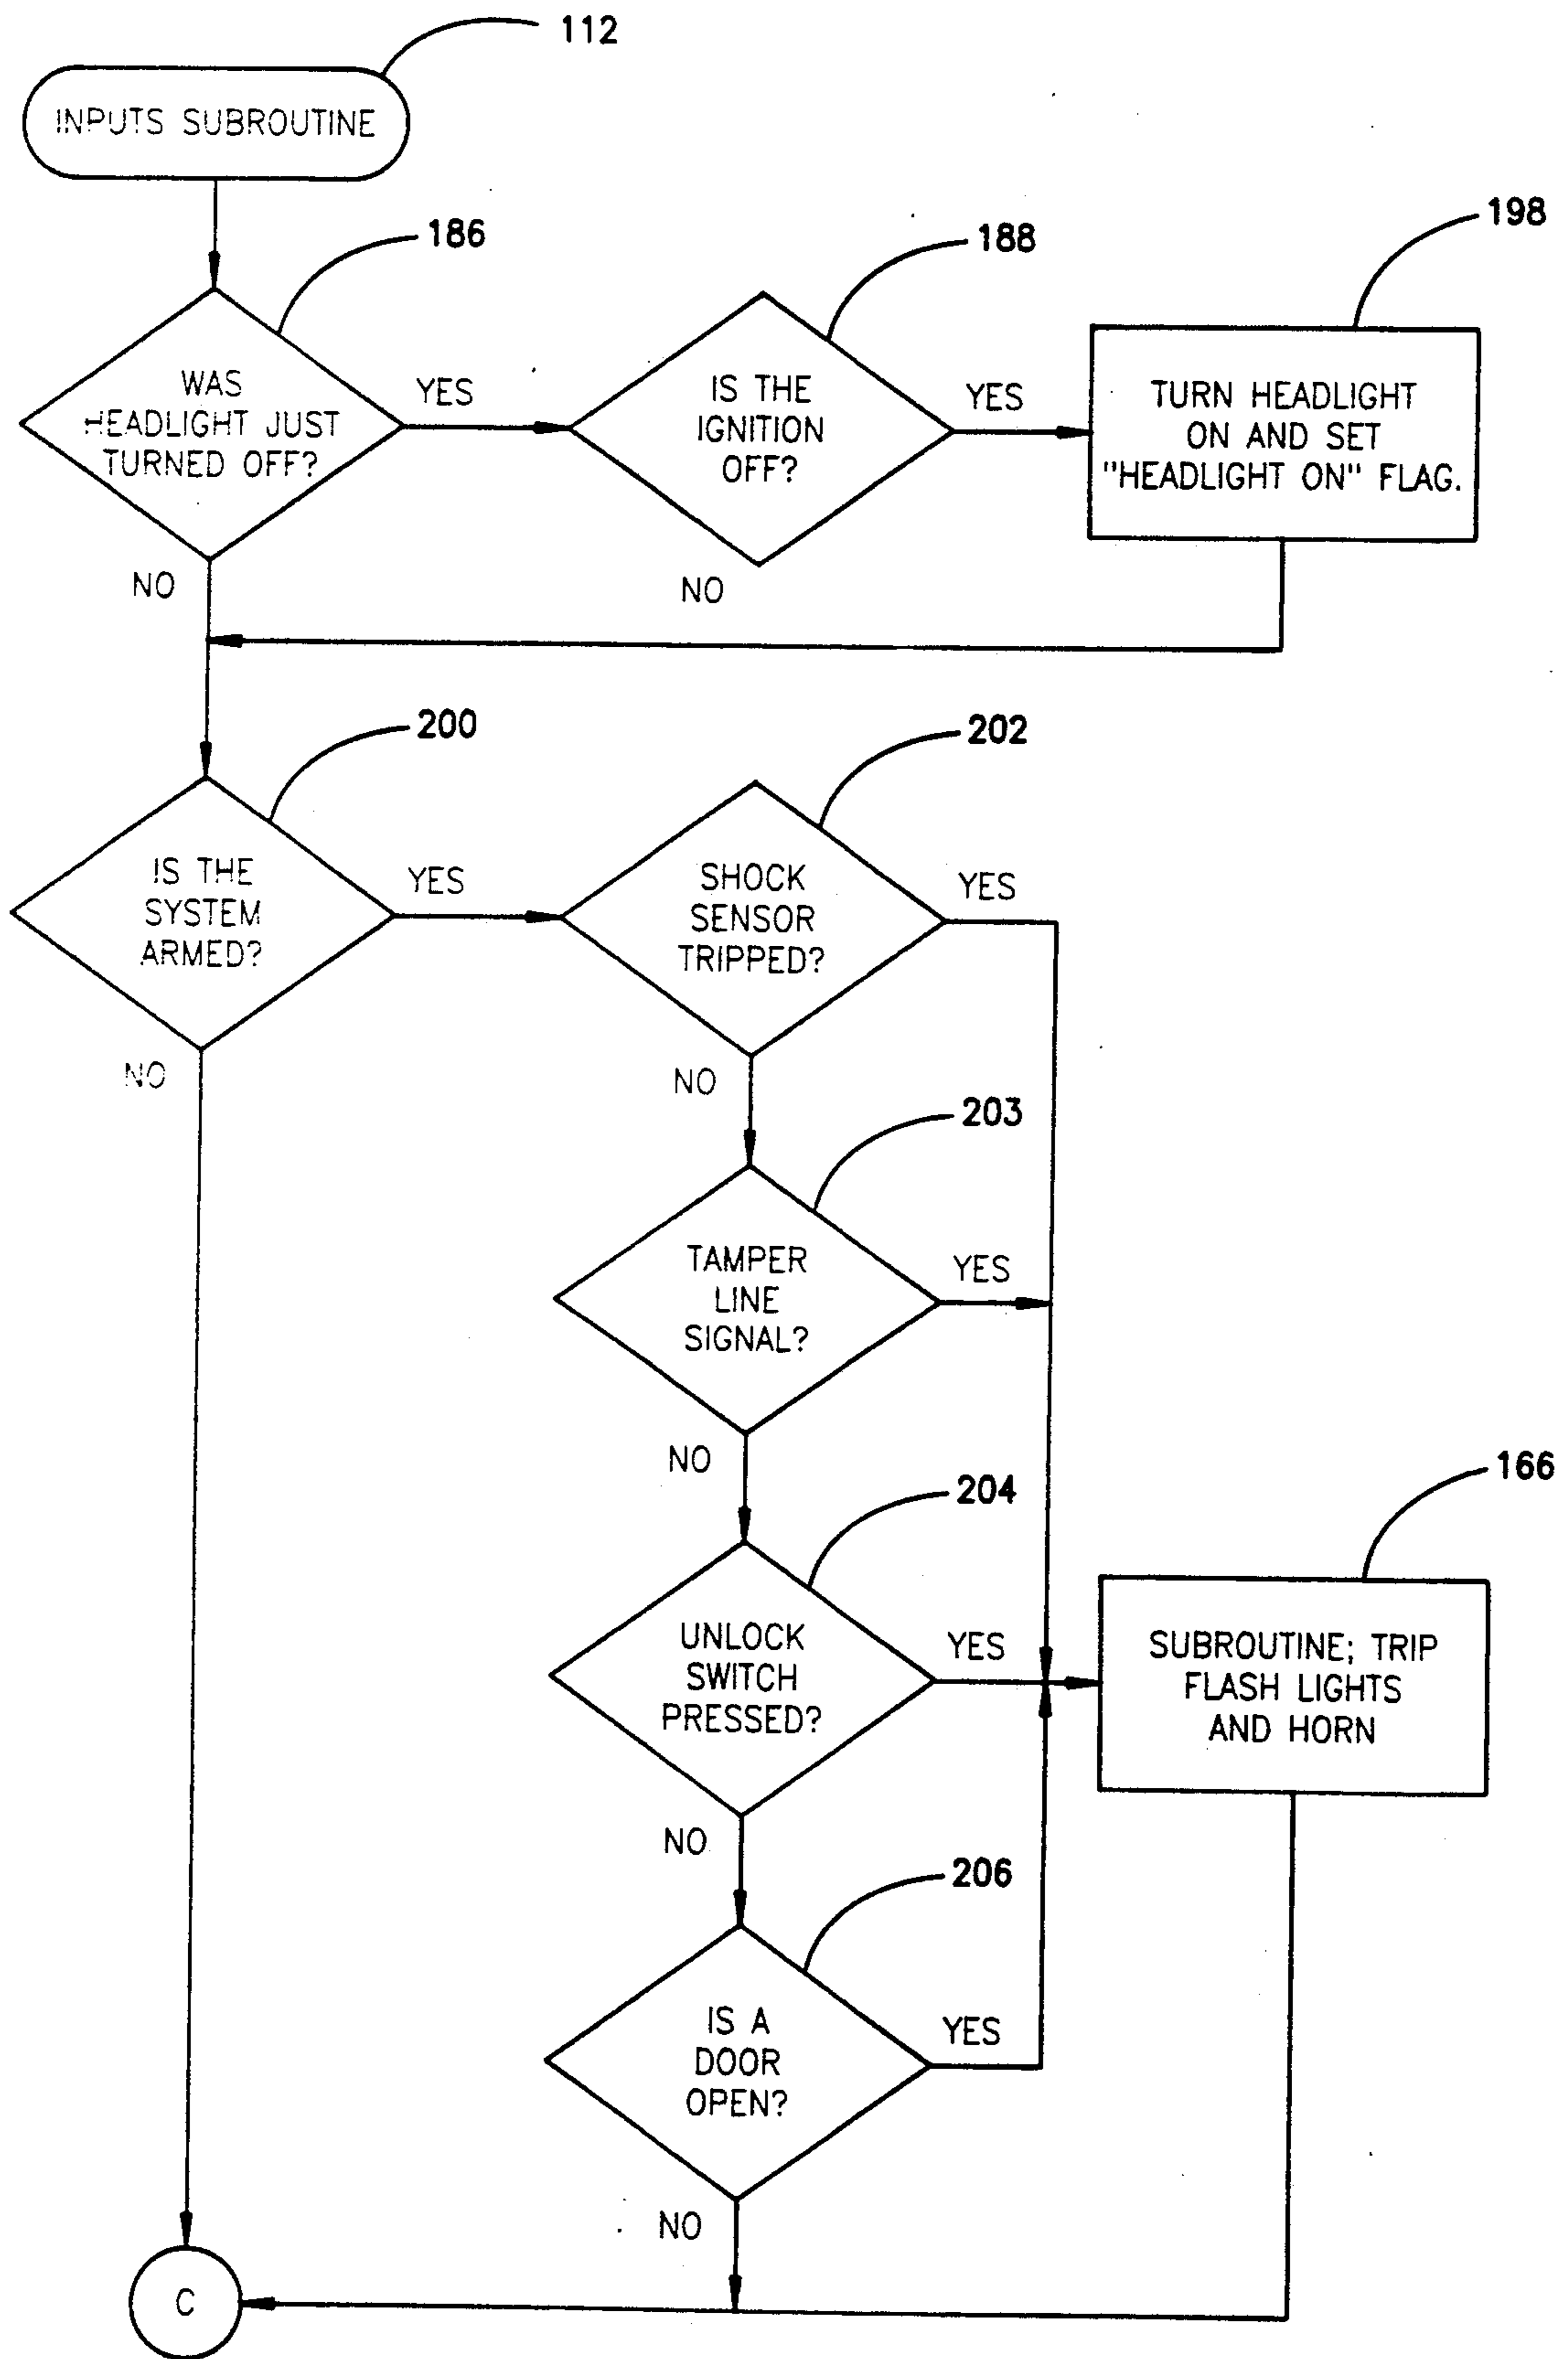 112
INPUTS SUBROUTINE
186
188
198
WAS
HEADLIGHT JUST
TURNED OFF?
YES
IS THE
IGNITION
OFF?
YES
TURN HEADLIGHT
ON AND SET
"HEADLIGHT ON" FLAG.
NO
NO
200
202
IS THE
SYSTEM
ARMED?
YES
SHOCK
SENSOR
TRIPPED?
YES
NO
NO
203
TAMPER
LINE
SIGNAL?
YES
NO
204
166
UNLOCK
SWITCH
PRESSED?
YES
SUBROUTINE; TRIP
FLASH LIGHTS
AND HORN
NO
206
IS A
DOOR
OPEN?
YES
NO
C